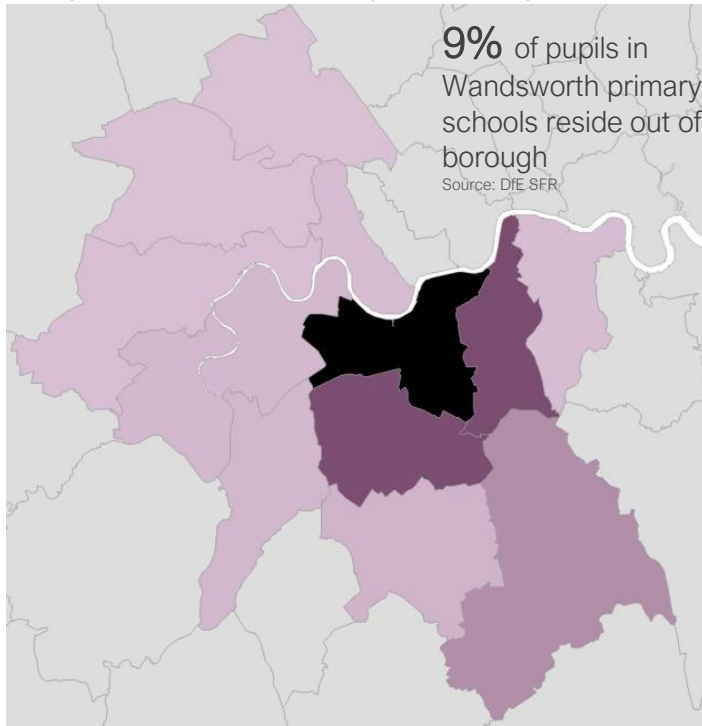 9% of pupils in
Wandsworth primary
schools reside out of
borough
Source: DfE SFR